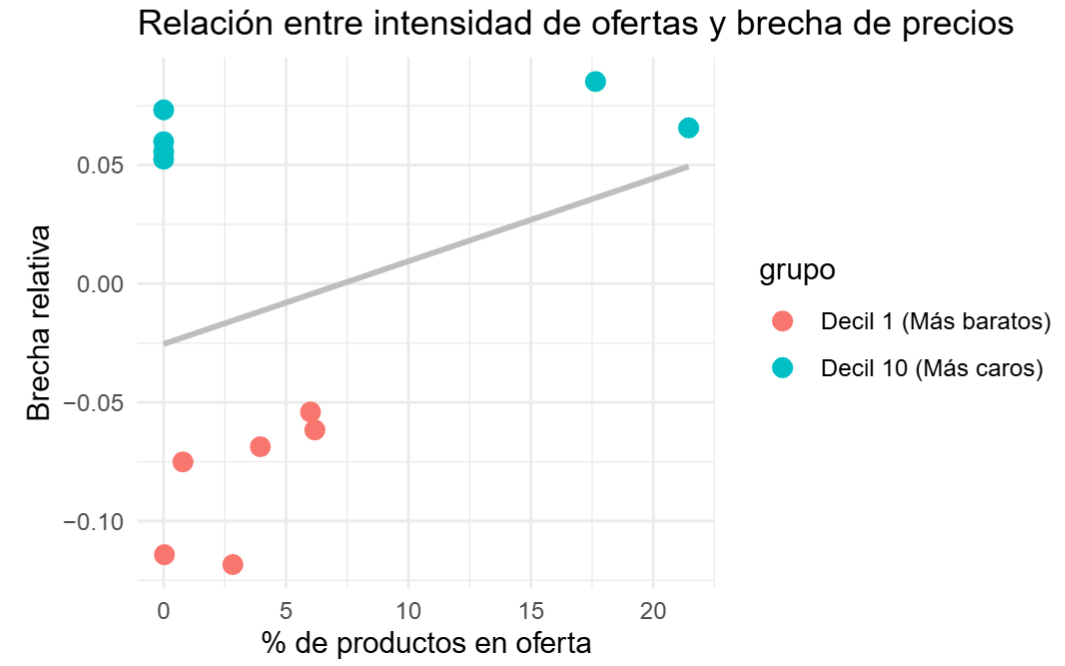 Relación entre intensidad de ofertas y brecha de precios
Brecha relativa
0.05
0.00
−0.05
−0.10
0
5
10
15
20
% de productos en oferta
grupo
Decil 1 (Más baratos)
Decil 10 (Más caros)